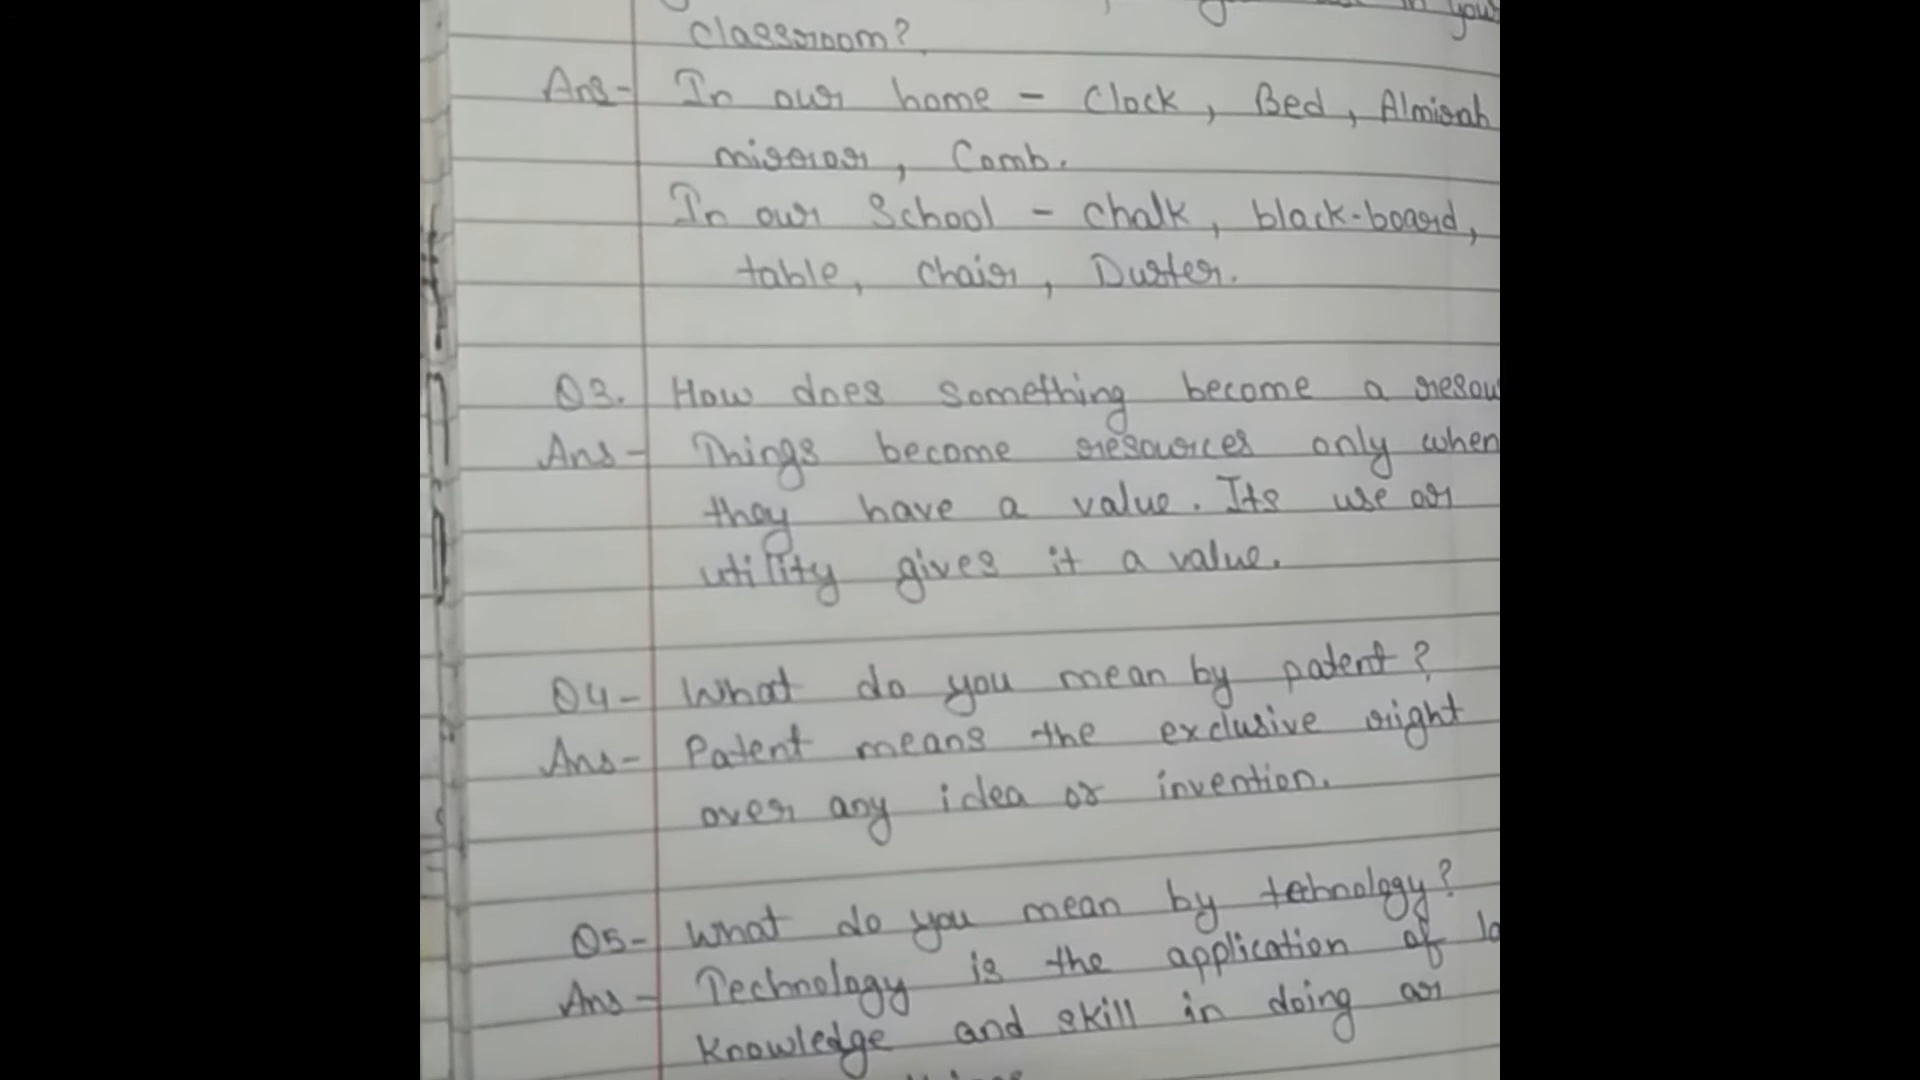 in your
classroom?
Ans- In our home - Clock, Bed, Almirah
mirror, Comb.
In our School - chalk, black-board,
table, chair, Duster.
Q3. How does something become a resou
Ans- Things become resources only when
they have a value. Its use or
utility gives it a value.
Q4- What do you mean by patent?
Ans- Patent means the exclusive right
over any idea or invention.
Q5- What do you mean by technology?
Ans- Technology is the application of la
knowledge and skill in doing or